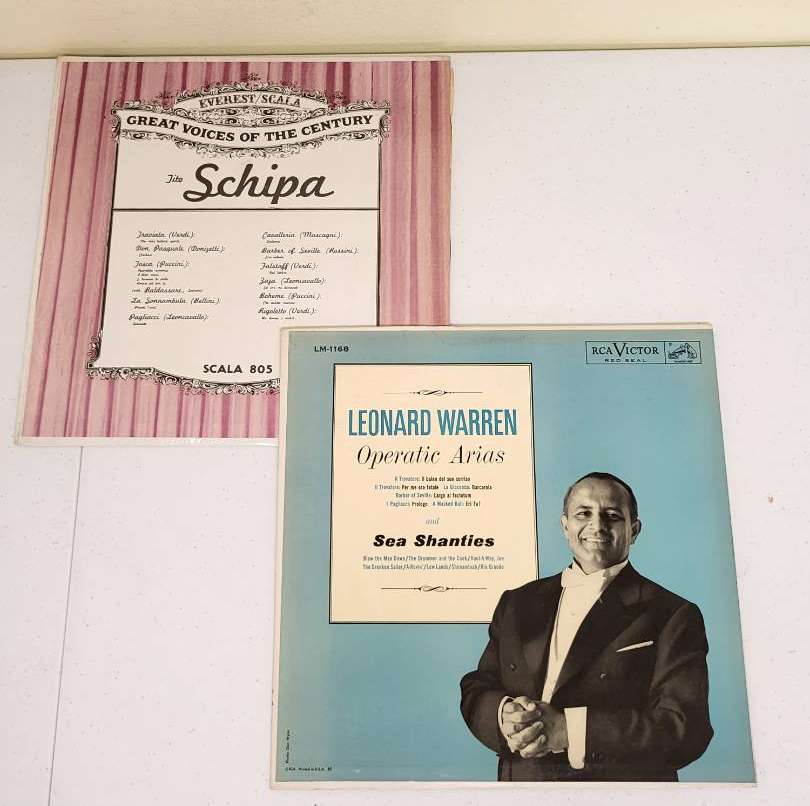 EVEREST/SCALA
GREAT VOICES OF THE CENTURY
Tito Schipa
Traviata (Verdi):
Don Pasquale (Donizetti):
Tosca (Puccini):
La Sonnambula (Bellini):
Pagliacci (Leoncavallo):
Serenade
Cavalleria (Mascagni):
Siciliana
Barber of Seville (Rossini):
Falstaff (Verdi):
Zaza (Leoncavallo):
Boheme (Puccini):
Rigoletto (Verdi):
SCALA 805
LM-1168
RCA VICTOR
RED SEAL
LEONARD WARREN
Operatic Arias
Il Trovatore: Il balen del suo sorriso
Il Trovatore: Per me ora fatale La Gioconda: Barcarola
Barber of Seville: Largo al factotum
I Pagliacci: Prologo A Masked Ball: Eri Tu?
and
Sea Shanties
Blow the Man Down/The Drummer and the Cook/Haul-A-Way, Joe
The Drunken Sailor/A-Rovin'/Low Lands/Shenandoah/Rio Grande